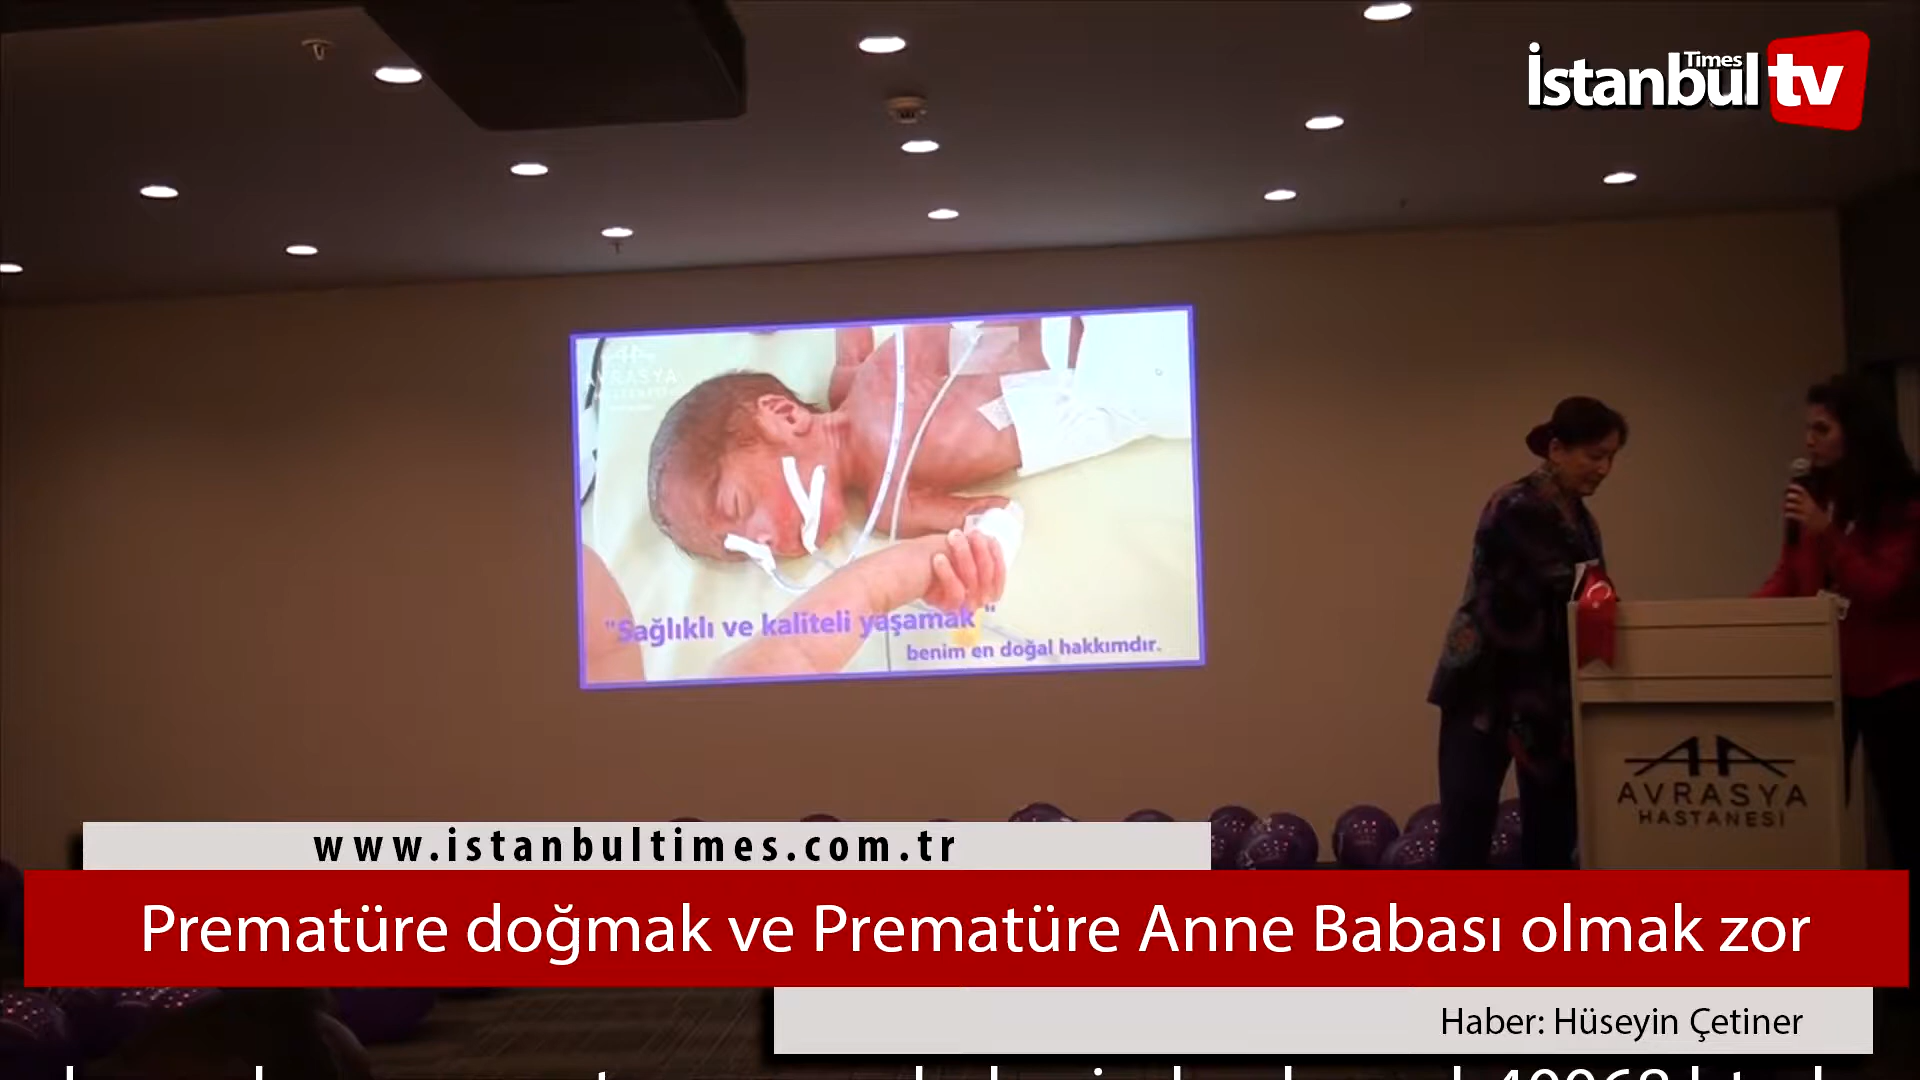 Times
İstanbul tv
AVRASYA
"Sağlıklı ve kaliteli yaşamak "
benim en doğal hakkımdır.
AVRASYA
HASTANESİ
www.istanbultimes.com.tr
Prematüre doğmak ve Prematüre Anne Babası olmak zor
Haber: Hüseyin Çetiner